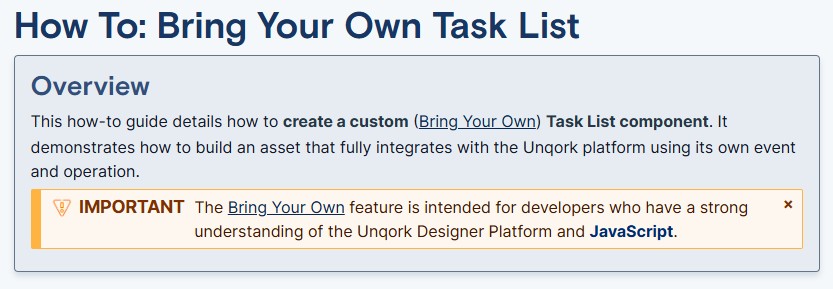 How To: Bring Your Own Task List
Overview
This how-to guide details how to create a custom (Bring Your Own) Task List component. It
demonstrates how to build an asset that fully integrates with the Unqork platform using its own event
and operation.
IMPORTANT The Bring Your Own feature is intended for developers who have a strong ×
understanding of the Unqork Designer Platform and JavaScript.